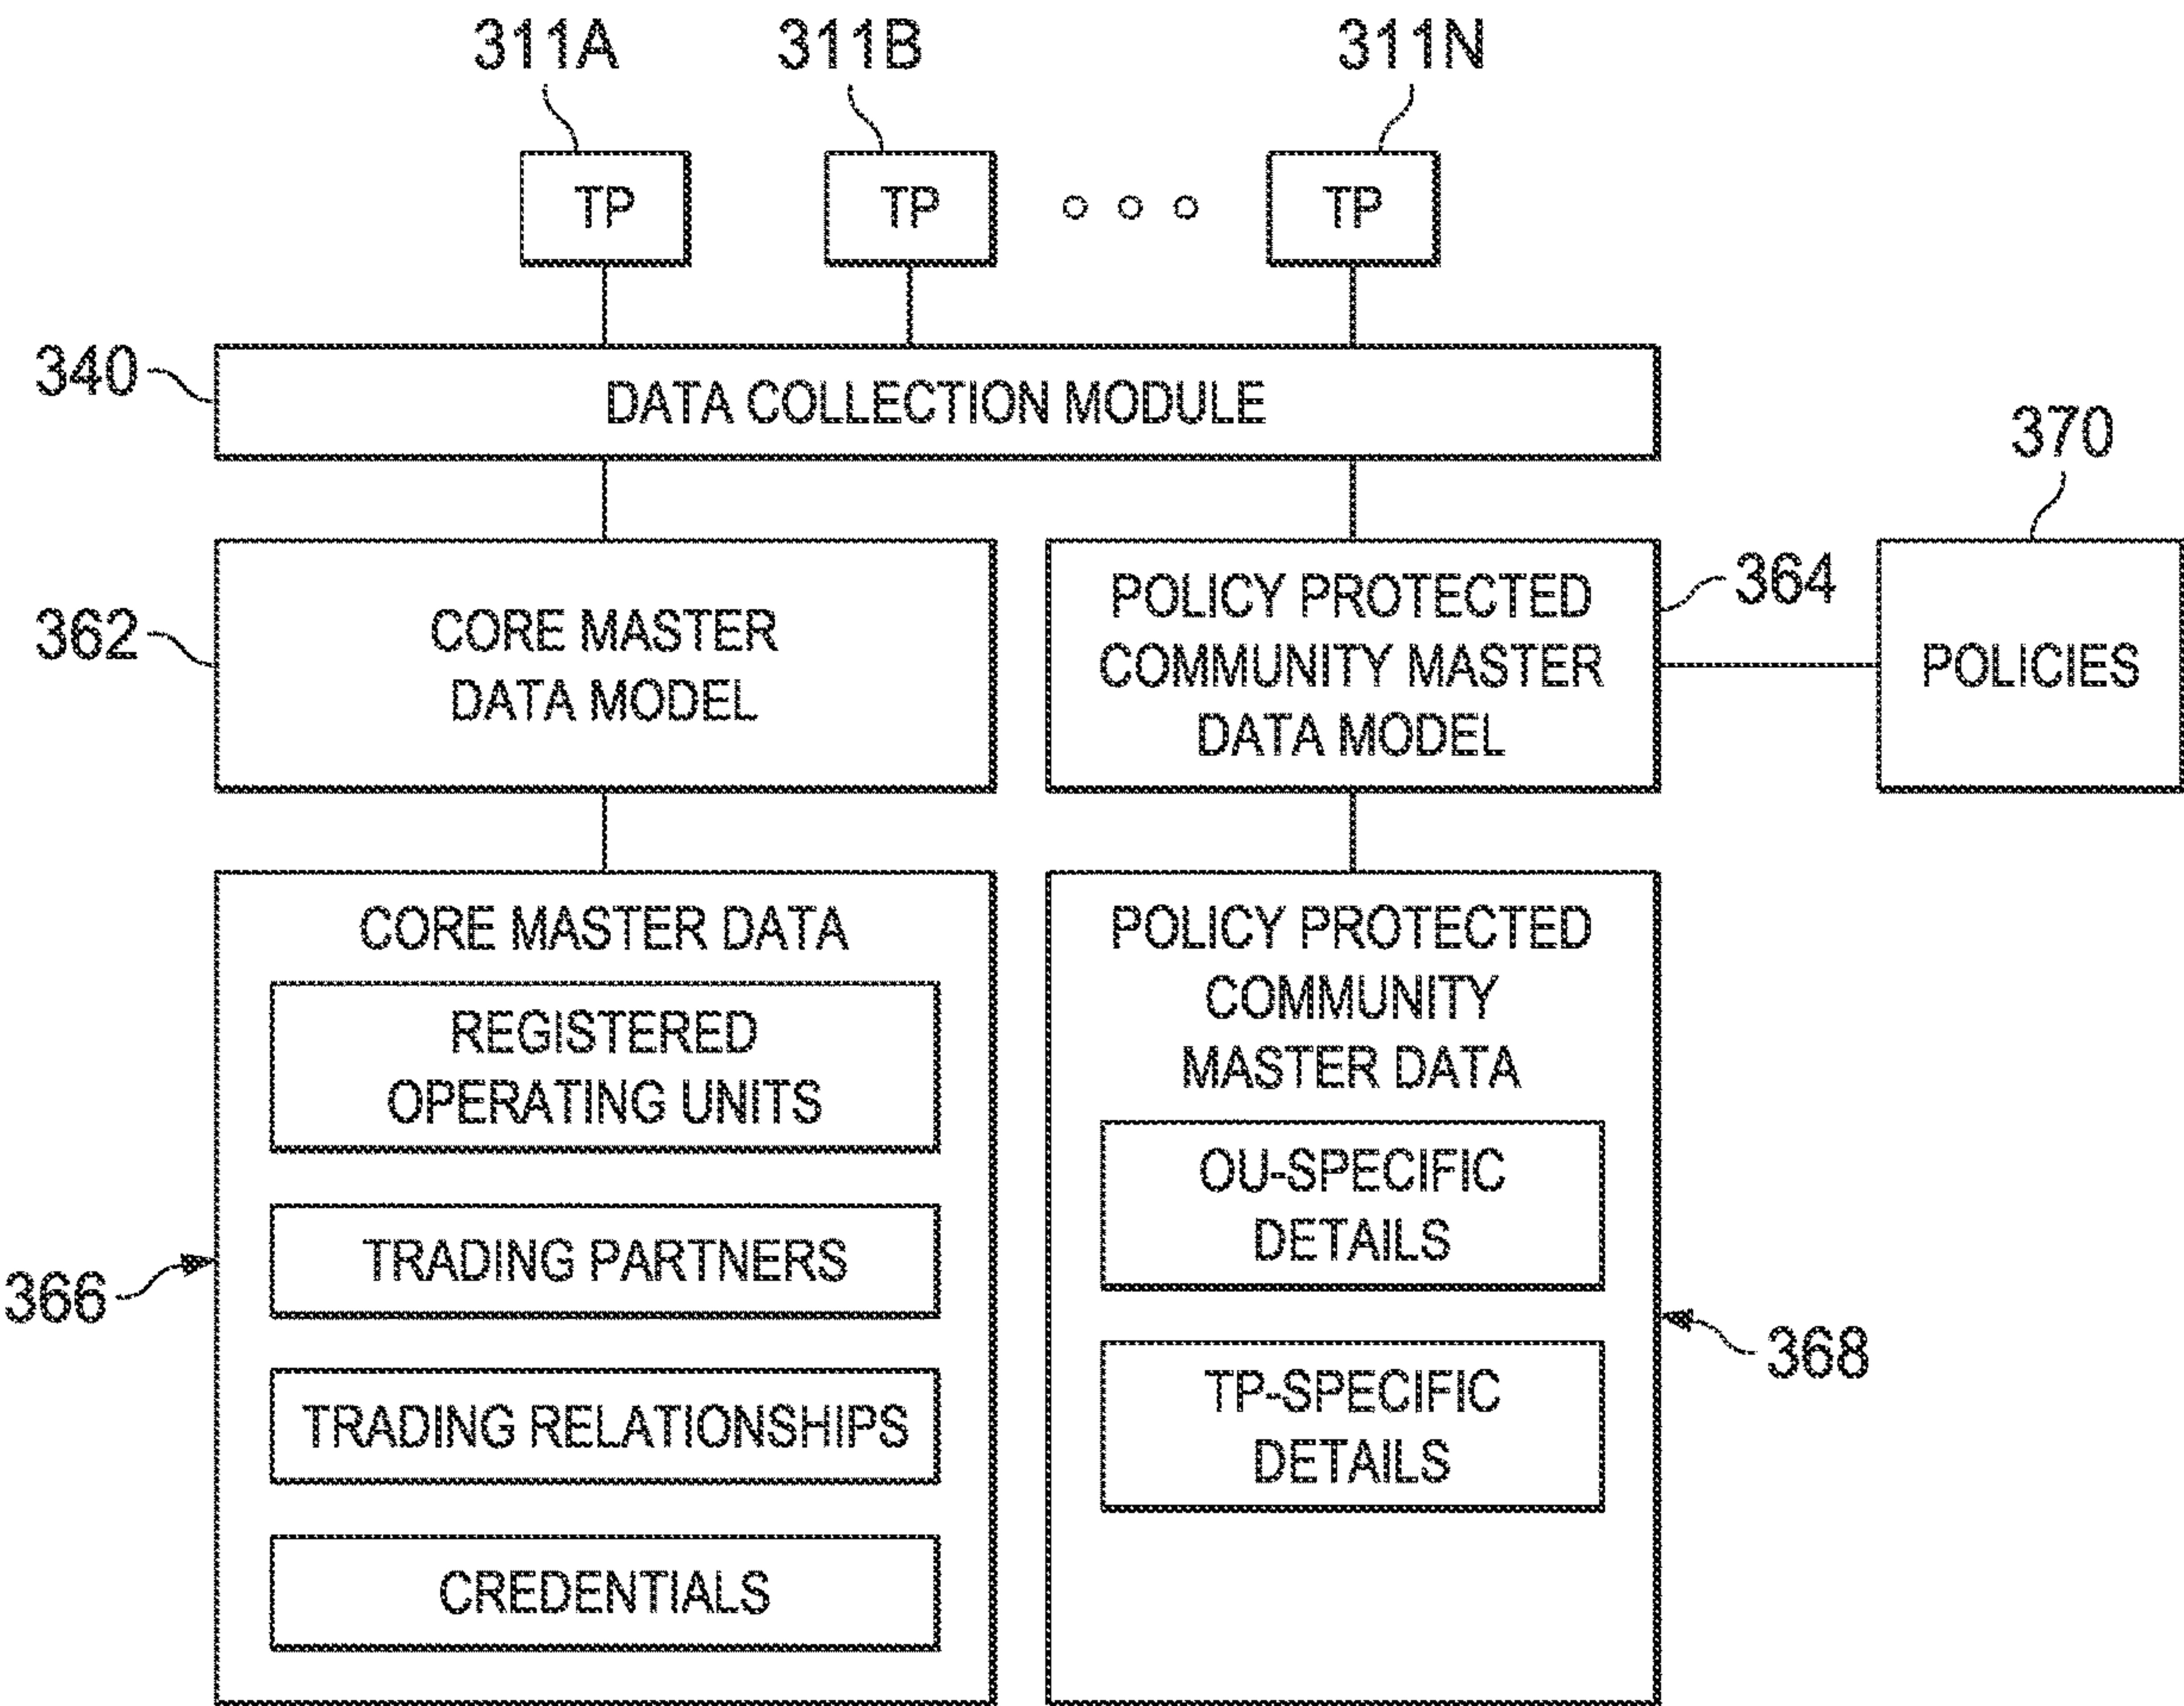 311A
311B
311N
TP
TP
TP
340
DATA COLLECTION MODULE
370
362
CORE MASTER
DATA MODEL
POLICY PROTECTED
COMMUNITY MASTER
DATA MODEL
364
POLICIES
CORE MASTER DATA
REGISTERED
OPERATING UNITS
TRADING PARTNERS
TRADING RELATIONSHIPS
CREDENTIALS
366
POLICY PROTECTED
COMMUNITY
MASTER DATA
OU-SPECIFIC
DETAILS
TP-SPECIFIC
DETAILS
368